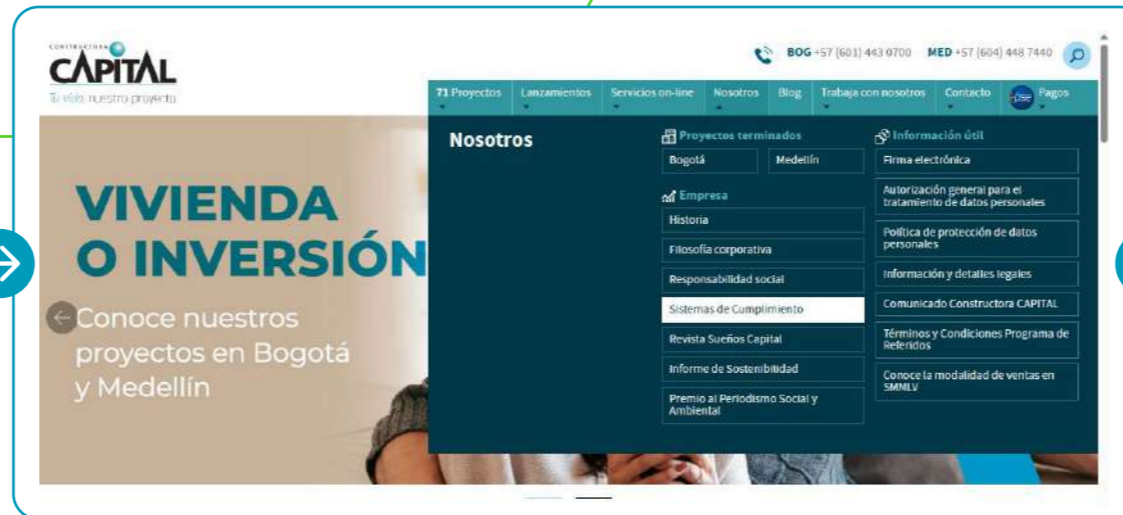 CONSTRUCTORA
CAPITAL
Tu vida, nuestro proyecto.
BOG +57 (601) 443 0700 MED +57 (604) 448 7440
71 Proyectos Lanzamientos Servicios on-line Nosotros Blog Trabaja con nosotros Contacto pse Pagos
VIVIENDA
O INVERSIÓN
Conoce nuestros
proyectos en Bogotá
y Medellín
Nosotros
Proyectos terminados
Bogotá Medellín
Empresa
Historia
Filosofía corporativa
Responsabilidad social
Sistemas de Cumplimiento
Revista Sueños Capital
Informe de Sostenibilidad
Premio al Periodismo Social y
Ambiental
Información útil
Firma electrónica
Autorización general para el
tratamiento de datos personales
Política de protección de datos
personales
Información y detalles legales
Comunicado Constructora CAPITAL
Términos y Condiciones Programa de
Referidos
Conoce la modalidad de ventas en
SMMLV